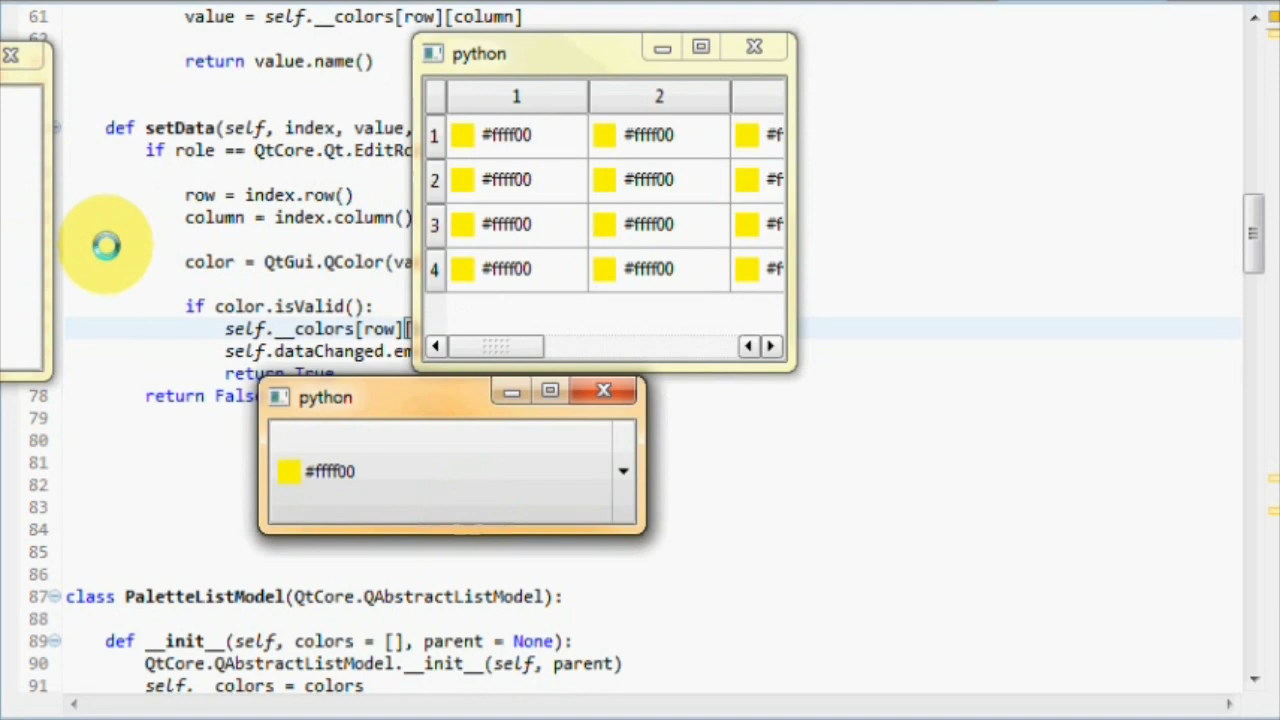 61 value = self.__colors[row][column]
62
return value.name()
def setData(self, index, value,
if role == QtCore.Qt.EditRo
row = index.row()
column = index.column()
color = QtGui.QColor(va
if color.isValid():
self.__colors[row][
self.dataChanged.em
return True
78 return False
79
80
81
82
83
84
85
86
87 class PaletteListModel(QtCore.QAbstractListModel):
88
89 def __init__(self, colors = [], parent = None):
90 QtCore.QAbstractListModel.__init__(self, parent)
91 self.__colors = colors
python
1 2
1 #ffff00 #ffff00 #f
2 #ffff00 #ffff00 #f
3 #ffff00 #ffff00 #f
4 #ffff00 #ffff00 #f
python
#ffff00